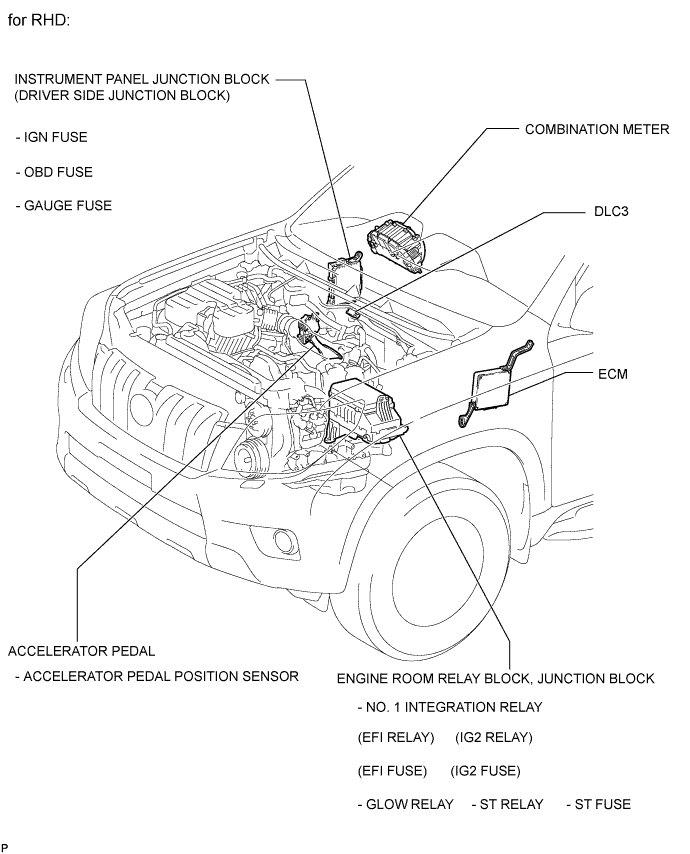 for RHD:
INSTRUMENT PANEL JUNCTION BLOCK
(DRIVER SIDE JUNCTION BLOCK)
- IGN FUSE
- OBD FUSE
- GAUGE FUSE
COMBINATION METER
DLC3
ECM
ACCELERATOR PEDAL
- ACCELERATOR PEDAL POSITION SENSOR
ENGINE ROOM RELAY BLOCK, JUNCTION BLOCK
- NO. 1 INTEGRATION RELAY
(EFI RELAY) (IG2 RELAY)
(EFI FUSE) (IG2 FUSE)
- GLOW RELAY - ST RELAY - ST FUSE
P